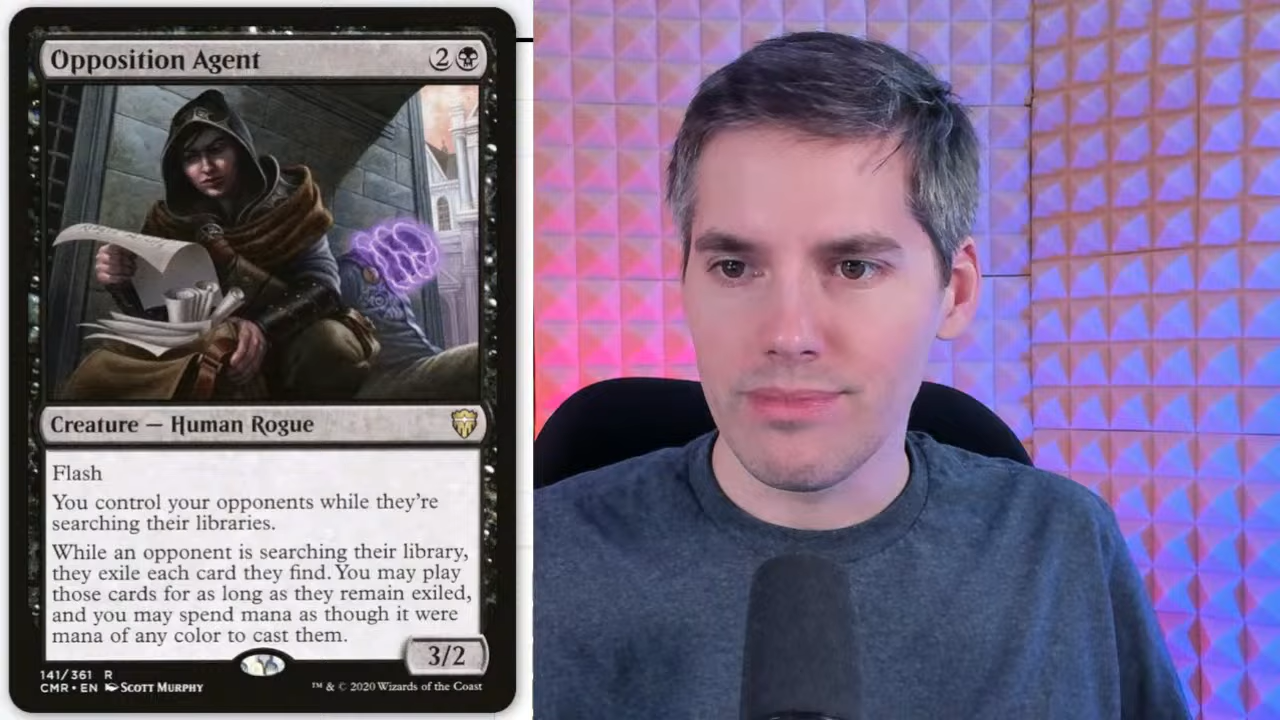 Opposition Agent 2
Creature — Human Rogue
Flash
You control your opponents while they're
searching their libraries.
While an opponent is searching their library,
they exile each card they find. You may play
those cards for as long as they remain exiled,
and you may spend mana as though it were
mana of any color to cast them.
3/2
141/361 R
CMR • EN Scott Murphy
™ & © 2020 Wizards of the Coast